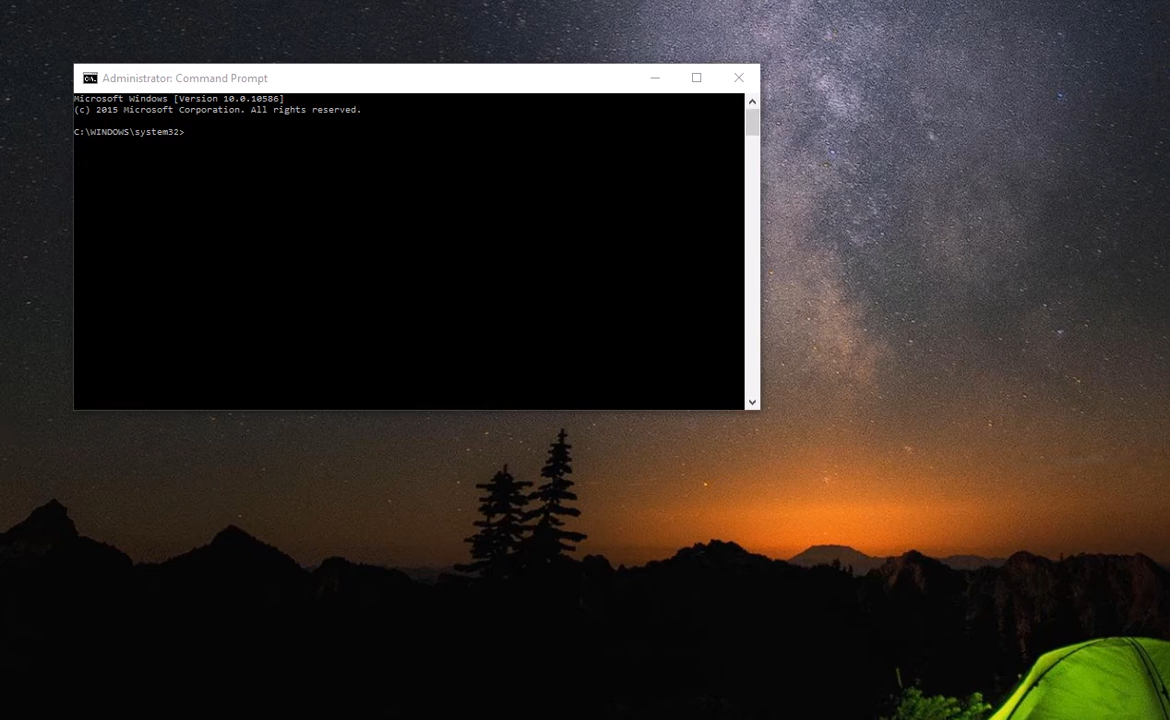 Administrator: Command Prompt
Microsoft Windows [Version 10.0.10586]
(c) 2015 Microsoft Corporation. All rights reserved.
C:\WINDOWS\system32>